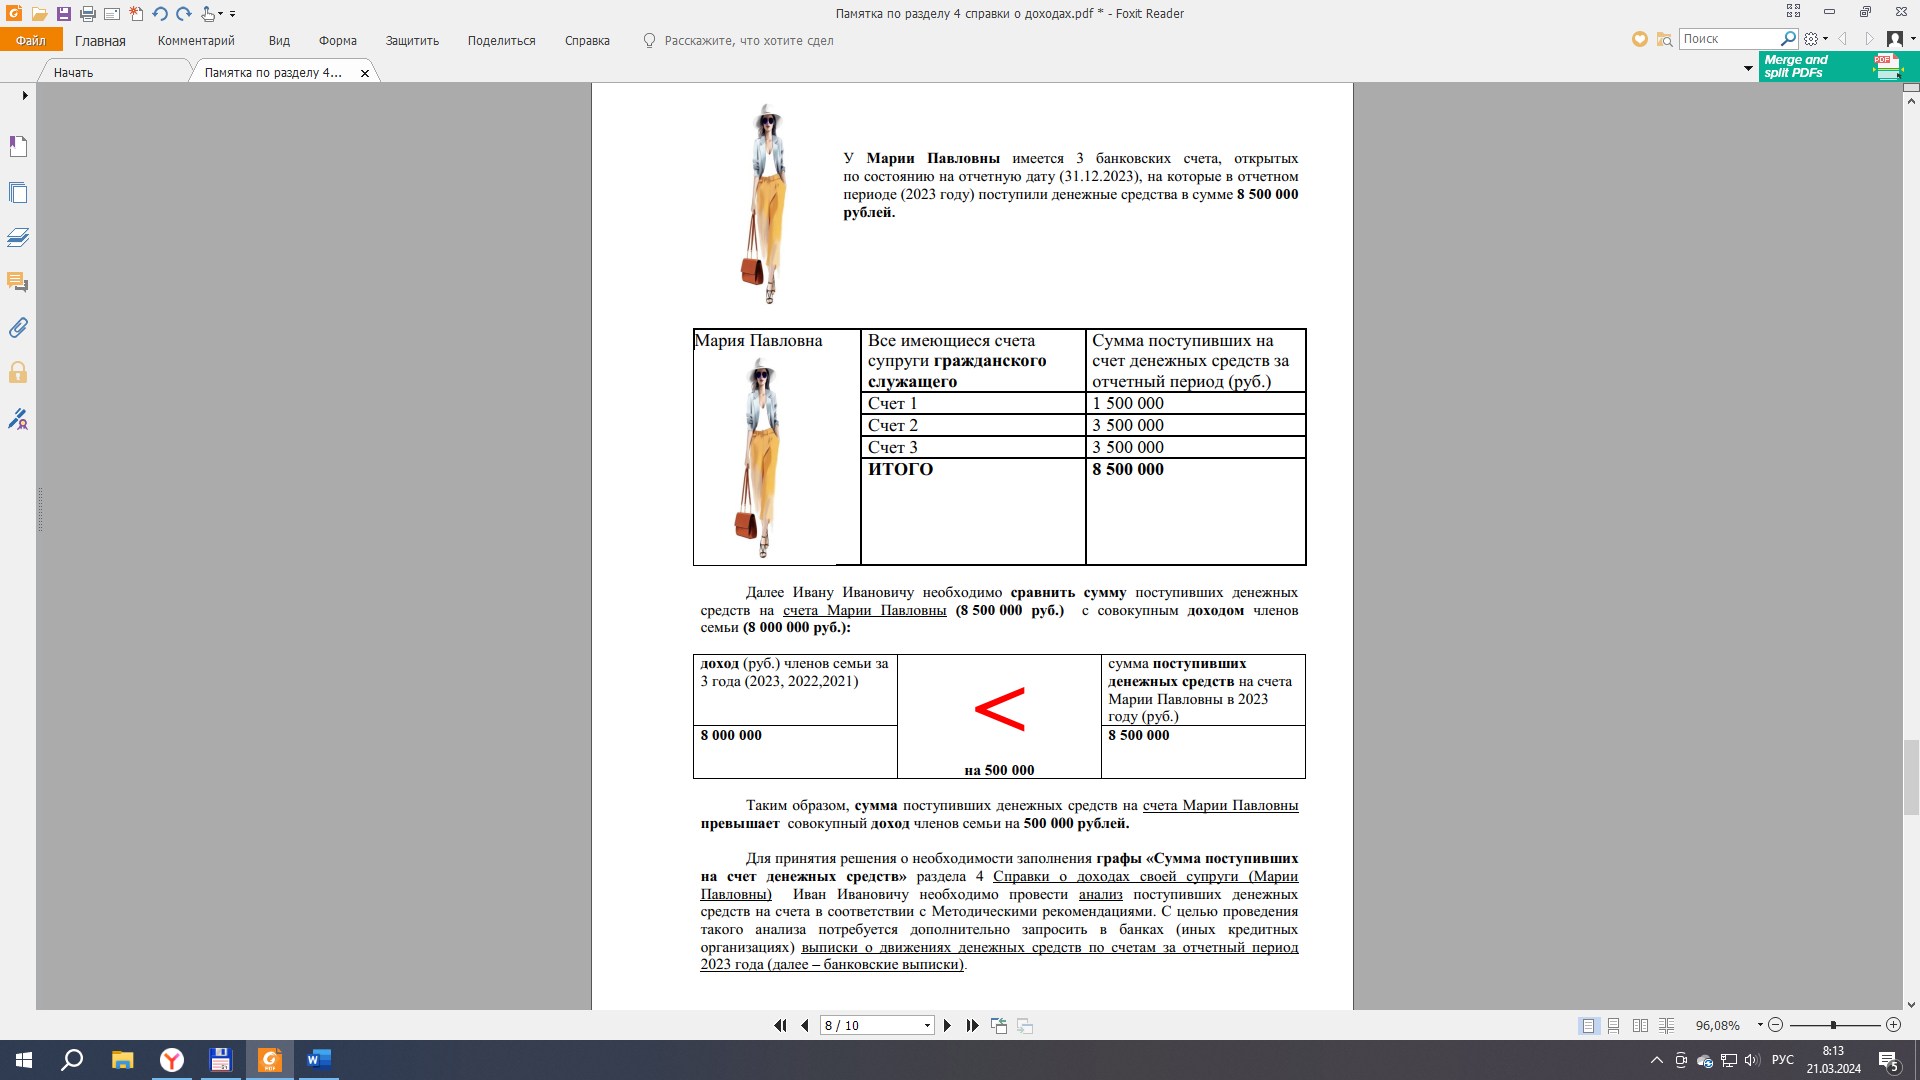 Памятка по разделу 4 справки о доходах.pdf * - Foxit Reader
Файл Главная Комментарий Вид Форма Защитить Поделиться Справка Расскажите, что хотите сдел Поиск
Начать Памятка по разделу 4...
Merge and
split PDFs
PDF
У Марии Павловны имеется 3 банковских счета, открытых
по состоянию на отчетную дату (31.12.2023), на которые в отчетном
периоде (2023 году) поступили денежные средства в сумме 8 500 000
рублей.
Мария Павловна
Все имеющиеся счета
супруги гражданского
служащего
Сумма поступивших на
счет денежных средств за
отчетный период (руб.)
Счет 1 1 500 000
Счет 2 3 500 000
Счет 3 3 500 000
ИТОГО 8 500 000
Далее Ивану Ивановичу необходимо сравнить сумму поступивших денежных
средств на счета Марии Павловны (8 500 000 руб.) с совокупным доходом членов
семьи (8 000 000 руб.):
доход (руб.) членов семьи за
3 года (2023, 2022,2021)
<
на 500 000
сумма поступивших
денежных средств на счета
Марии Павловны в 2023
году (руб.)
8 000 000
8 500 000
Таким образом, сумма поступивших денежных средств на счета Марии Павловны
превышает совокупный доход членов семьи на 500 000 рублей.
Для принятия решения о необходимости заполнения графы «Сумма поступивших
на счет денежных средств» раздела 4 Справки о доходах своей супруги (Марии
Павловны) Иван Ивановичу необходимо провести анализ поступивших денежных
средств на счета в соответствии с Методическими рекомендациями. С целью проведения
такого анализа потребуется дополнительно запросить в банках (иных кредитных
организациях) выписки о движениях денежных средств по счетам за отчетный период
2023 года (далее – банковские выписки).
8 / 10
96,08%
РУС
8:13
21.03.2024
5